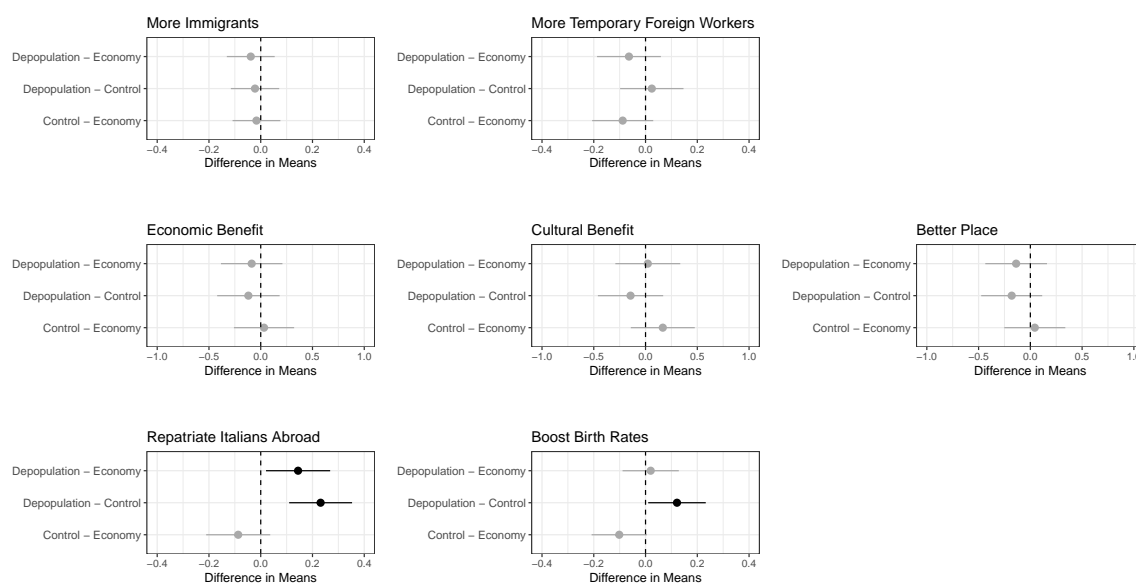 More Immigrants
Depopulation − Economy
Depopulation − Control
Control − Economy
−0.4 −0.2 0.0 0.2 0.4
Difference in Means
More Temporary Foreign Workers
Depopulation − Economy
Depopulation − Control
Control − Economy
−0.4 −0.2 0.0 0.2 0.4
Difference in Means
Economic Benefit
Depopulation − Economy
Depopulation − Control
Control − Economy
−1.0 −0.5 0.0 0.5 1.0
Difference in Means
Cultural Benefit
Depopulation − Economy
Depopulation − Control
Control − Economy
−1.0 −0.5 0.0 0.5 1.0
Difference in Means
Better Place
Depopulation − Economy
Depopulation − Control
Control − Economy
−1.0 −0.5 0.0 0.5 1.0
Difference in Means
Repatriate Italians Abroad
Depopulation − Economy
Depopulation − Control
Control − Economy
−0.4 −0.2 0.0 0.2 0.4
Difference in Means
Boost Birth Rates
Depopulation − Economy
Depopulation − Control
Control − Economy
−0.4 −0.2 0.0 0.2 0.4
Difference in Means